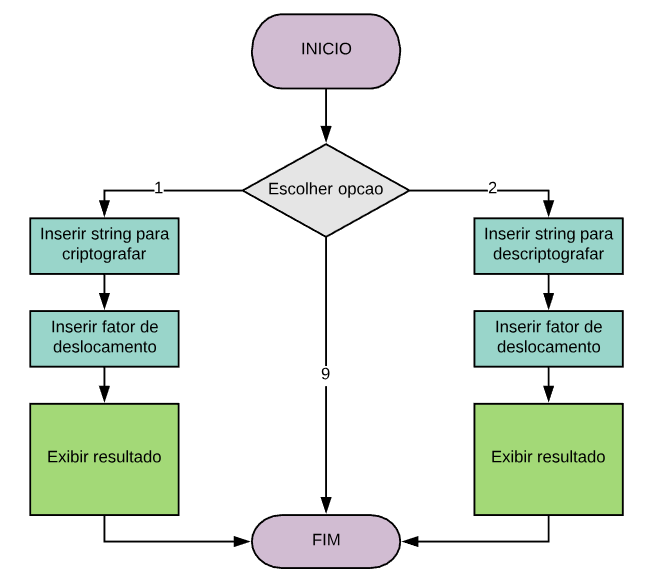 INICIO
Escolher opcao
1
2
Inserir string para
criptografar
Inserir string para
descriptografar
Inserir fator de
deslocamento
Inserir fator de
deslocamento
9
Exibir resultado
Exibir resultado
FIM